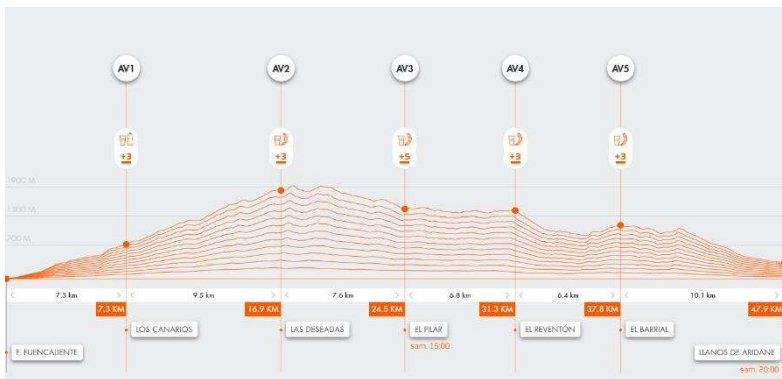 AV1 AV2 AV3 AV4 AV5
+3 +3 +5 +3 +3
1900 M
1300 M
700 M
7.3 km 9.5 km 7.6 km 6.8 km 6.4 km 10.1 km
7.3 KM 16.9 KM 24.5 KM 31.3 KM 37.8 KM 47.9 KM
LOS CANARIOS LAS DESEADAS EL PILAR EL REVENTÓN EL BARRIAL
sam. 15:00
F. FUENCALIENTE LLANOS DE ARIDANE
sam. 20:00